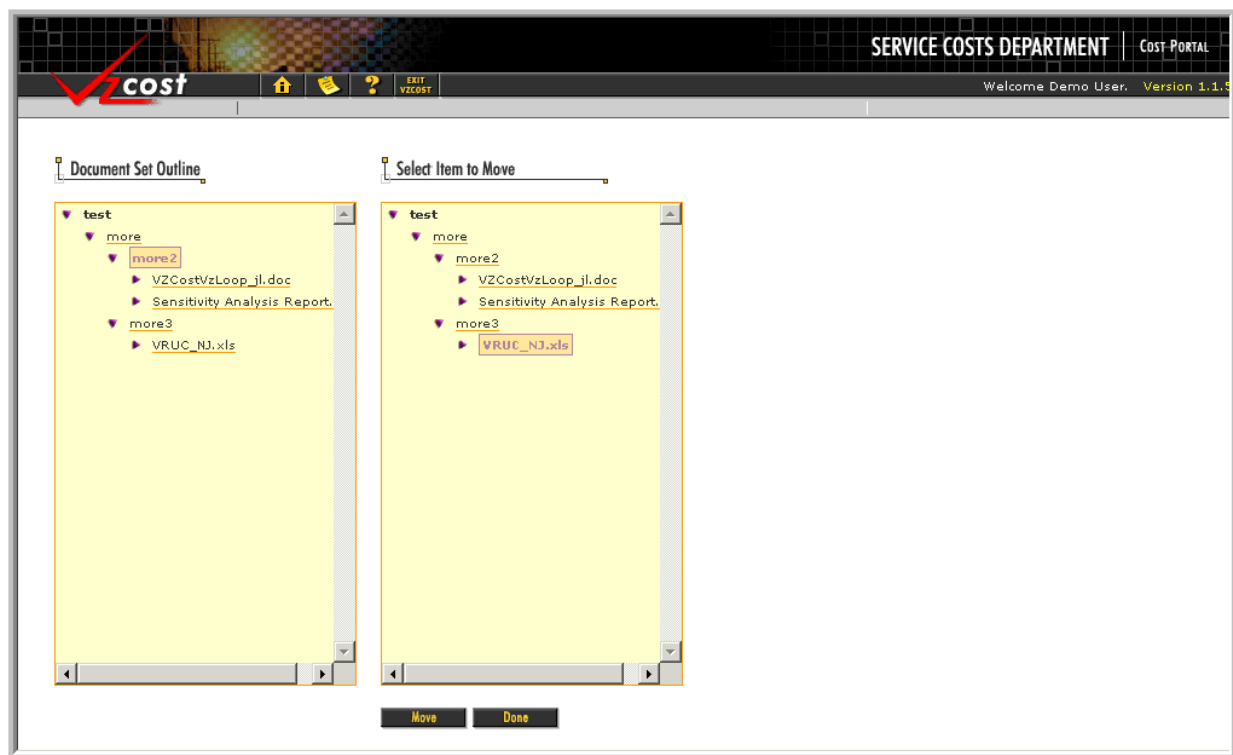 SERVICE COSTS DEPARTMENT COST PORTAL
Vzcost
? EXIT VZCOST
Welcome Demo User. Version 1.1.5
Document Set Outline
test
more
more2
VZCostVzLoop_jl.doc
Sensitivity Analysis Report.
more3
VRUC_NJ.xls
Select Item to Move
test
more
more2
VZCostVzLoop_jl.doc
Sensitivity Analysis Report.
more3
VRUC_NJ.xls
Move Done